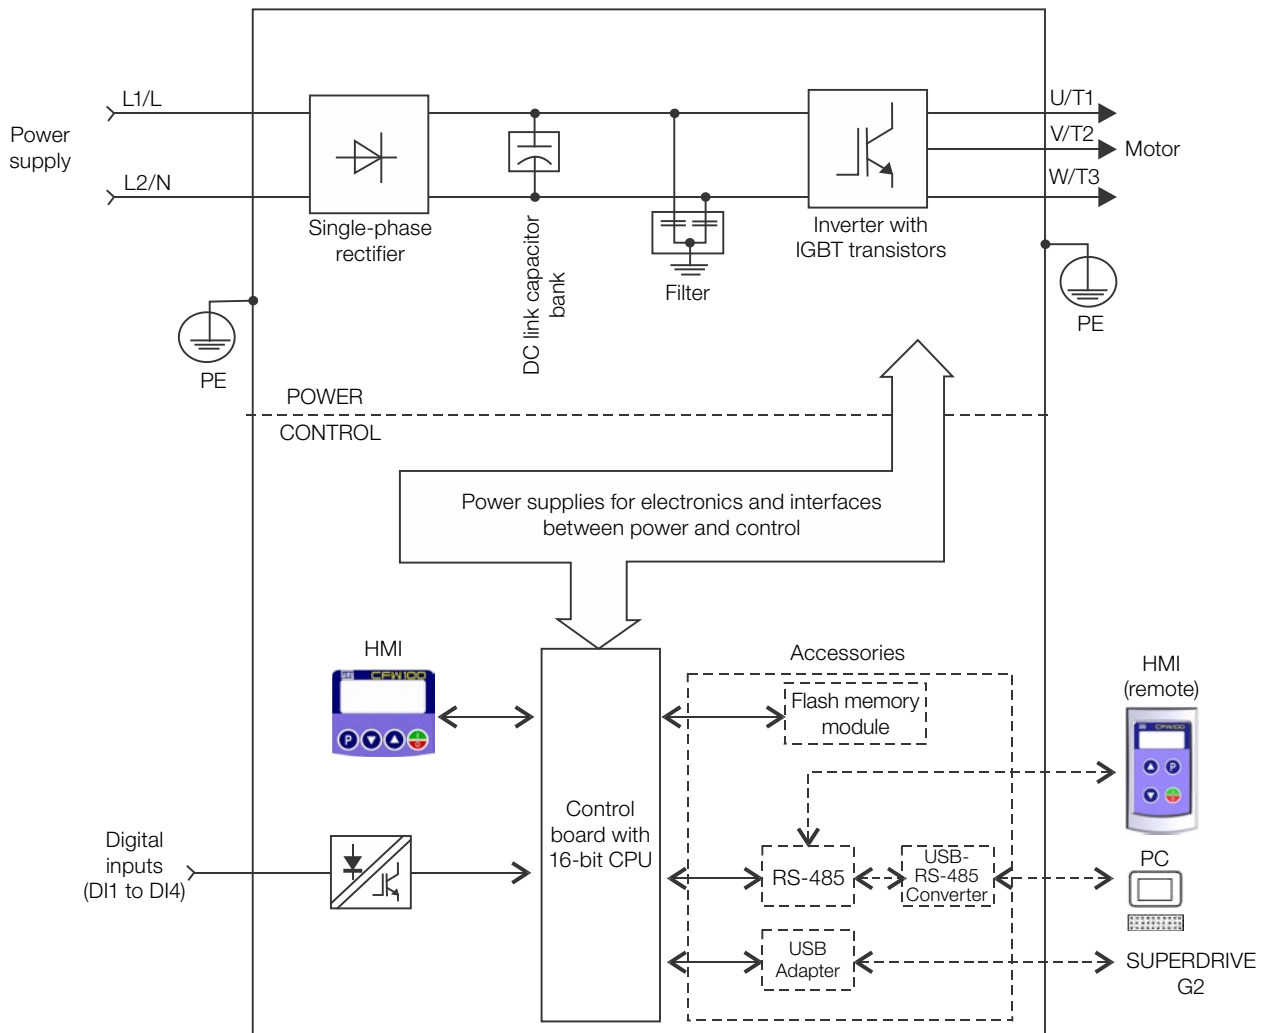 L1/L
Power
supply
L2/N
Single-phase
rectifier
DC link capacitor
bank
Filter
Inverter with
IGBT transistors
U/T1
V/T2
Motor
W/T3
PE
PE
POWER
CONTROL
Power supplies for electronics and interfaces
between power and control
HMI
CFW100
P
Accessories
Flash memory
module
HMI
(remote)
CFW100
P
Control
board with
16-bit CPU
Digital
inputs
(DI1 to DI4)
RS-485
USB-
RS-485
Converter
PC
USB
Adapter
SUPERDRIVE
G2